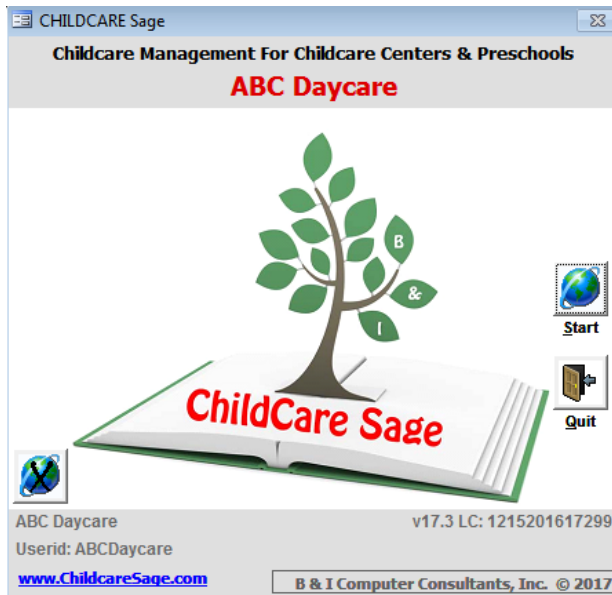 CHILDCARE Sage
Childcare Management For Childcare Centers & Preschools
ABC Daycare
B
&
I
Start
ChildCare Sage
Quit
ABC Daycare
v17.3 LC: 1215201617299
Userid: ABCDaycare
www.ChildcareSage.com
B & I Computer Consultants, Inc. © 2017